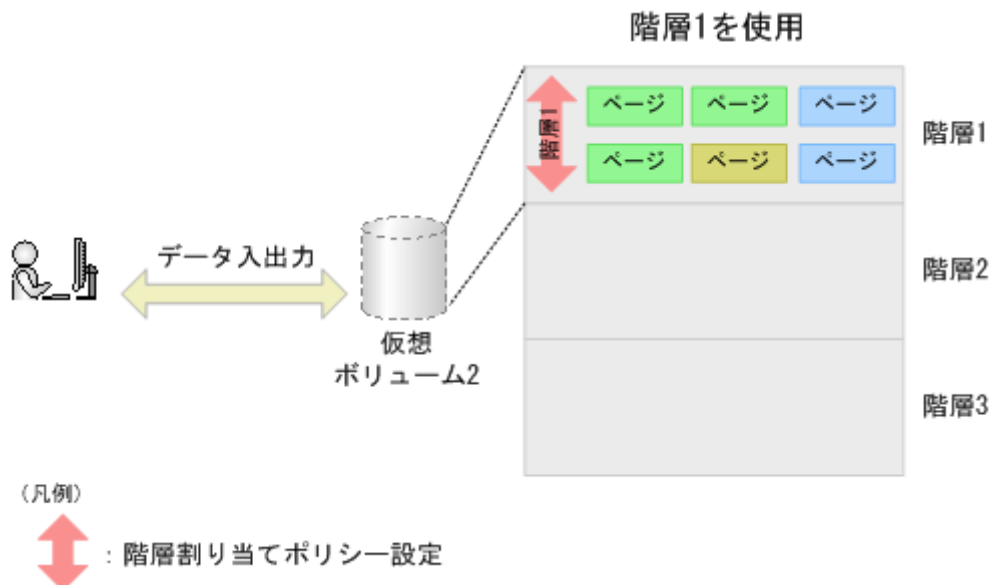 階層1を使用
ページ ページ ページ
階層1
階層1
ページ ページ ページ
データ入出力
階層2
仮想
ボリューム2
階層3
(凡例)
: 階層割り当てポリシー設定